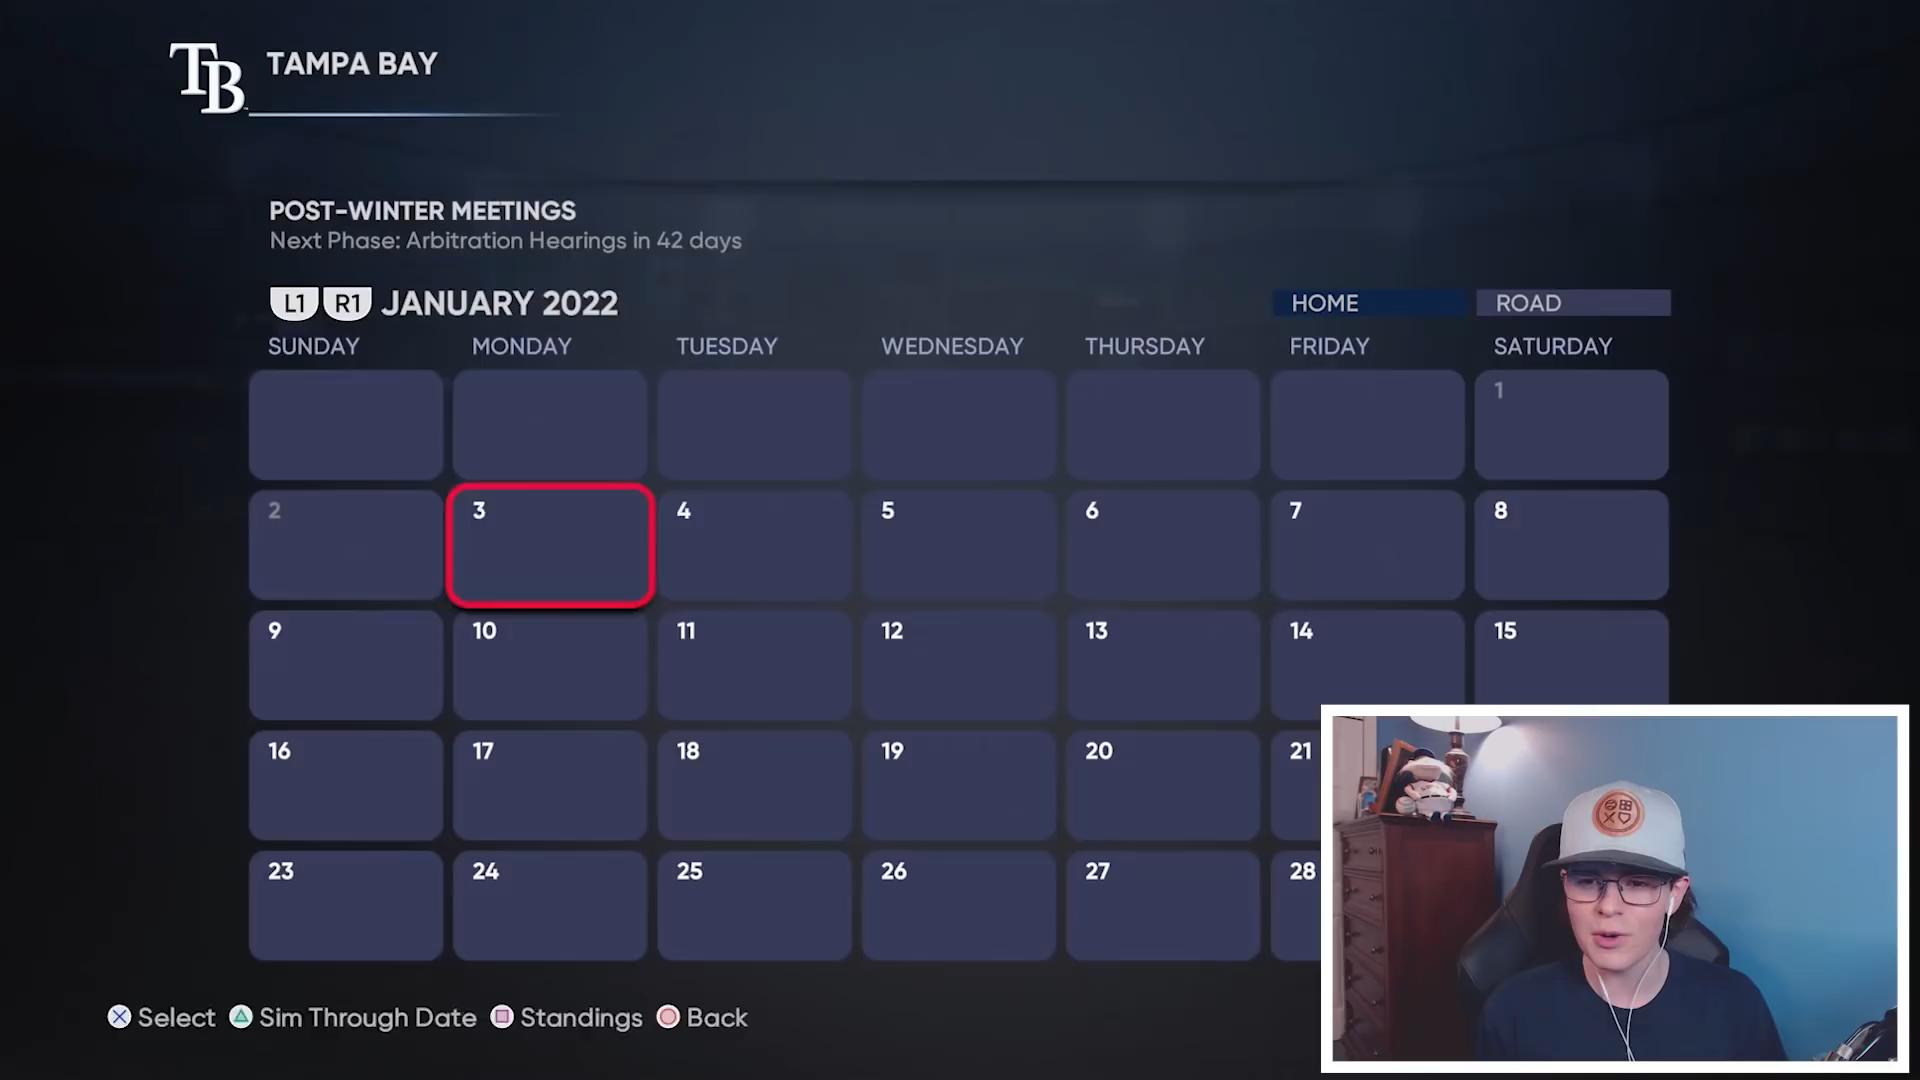 TB TAMPA BAY
POST-WINTER MEETINGS
Next Phase: Arbitration Hearings in 42 days
L1 R1 JANUARY 2022 HOME ROAD
SUNDAY MONDAY TUESDAY WEDNESDAY THURSDAY FRIDAY SATURDAY
1
2 3 4 5 6 7 8
9 10 11 12 13 14 15
16 17 18 19 20 21
23 24 25 26 27 28
Select Sim Through Date Standings Back